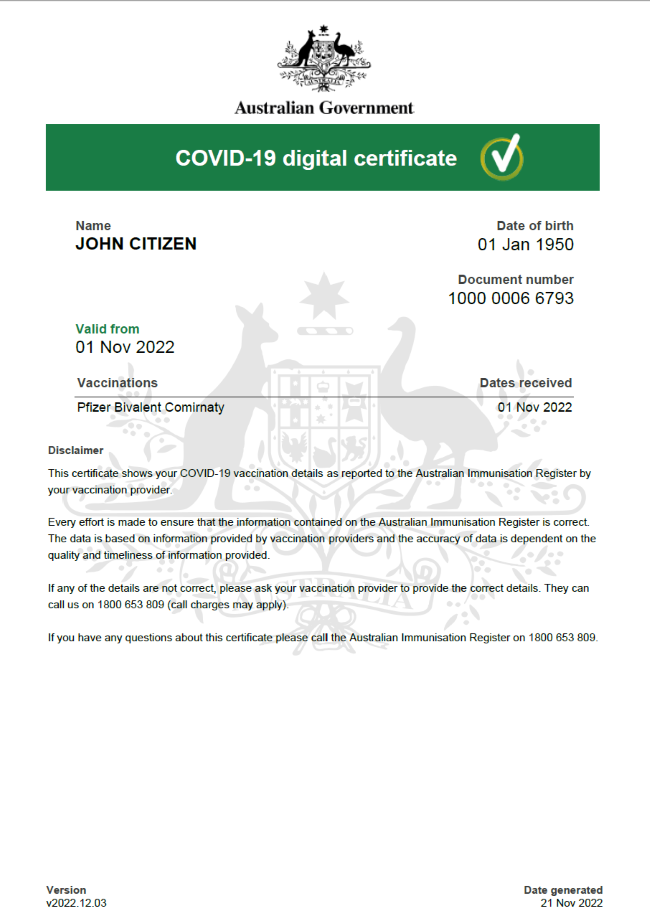 Australian Government
COVID-19 digital certificate
Name
JOHN CITIZEN
Date of birth
01 Jan 1950
Document number
1000 0006 6793
Valid from
01 Nov 2022
Vaccinations Dates received
Pfizer Bivalent Comirnaty 01 Nov 2022
Disclaimer
This certificate shows your COVID-19 vaccination details as reported to the Australian Immunisation Register by
your vaccination provider.
Every effort is made to ensure that the information contained on the Australian Immunisation Register is correct.
The data is based on information provided by vaccination providers and the accuracy of data is dependent on the
quality and timeliness of information provided.
If any of the details are not correct, please ask your vaccination provider to provide the correct details. They can
call us on 1800 653 809 (call charges may apply).
If you have any questions about this certificate please call the Australian Immunisation Register on 1800 653 809.
AUSTRALIA
Version
v2022.12.03
Date generated
21 Nov 2022